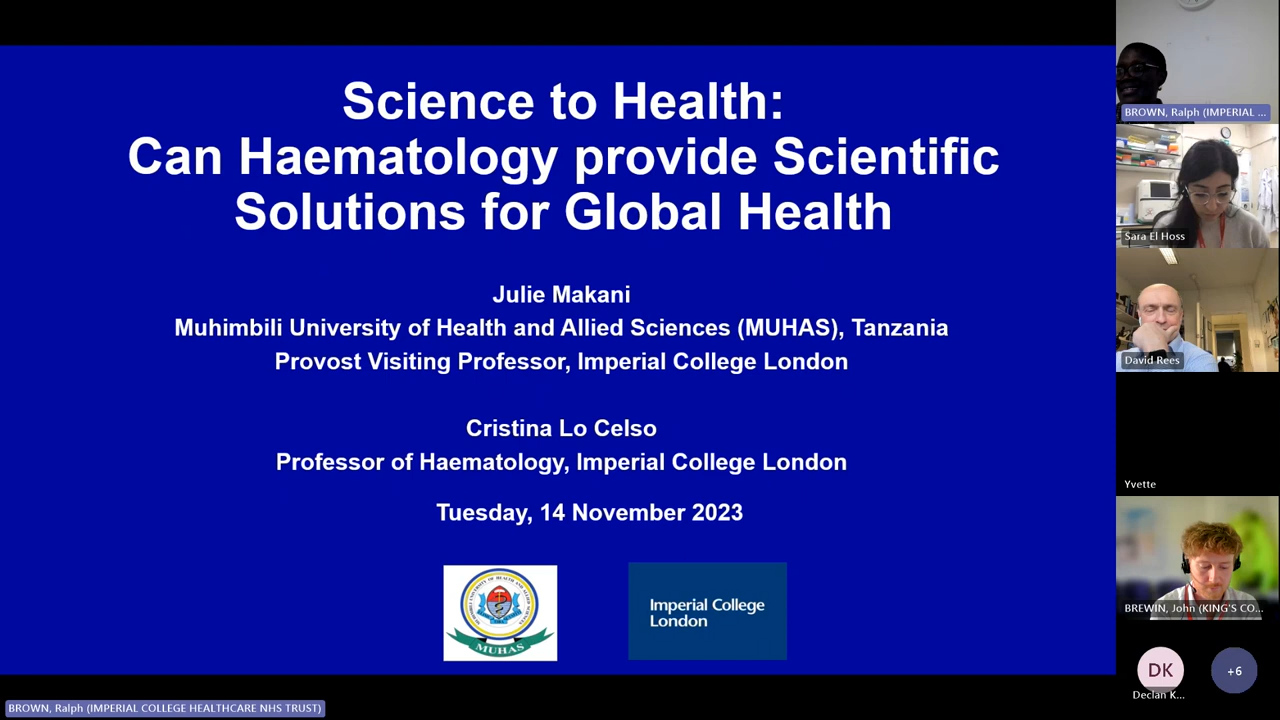 Science to Health:
Can Haematology provide Scientific
Solutions for Global Health
Julie Makani
Muhimbili University of Health and Allied Sciences (MUHAS), Tanzania
Provost Visiting Professor, Imperial College London
Cristina Lo Celso
Professor of Haematology, Imperial College London
Tuesday, 14 November 2023
MUHAS
Imperial College
London
BROWN, Ralph (IMPERIAL COLLEGE HEALTHCARE NHS TRUST)
BROWN, Ralph (IMPERIAL ...
Sara El Hoss
David Rees
Yvette
BREWIN, John (KING'S CO...
DK
Declan K...
+6